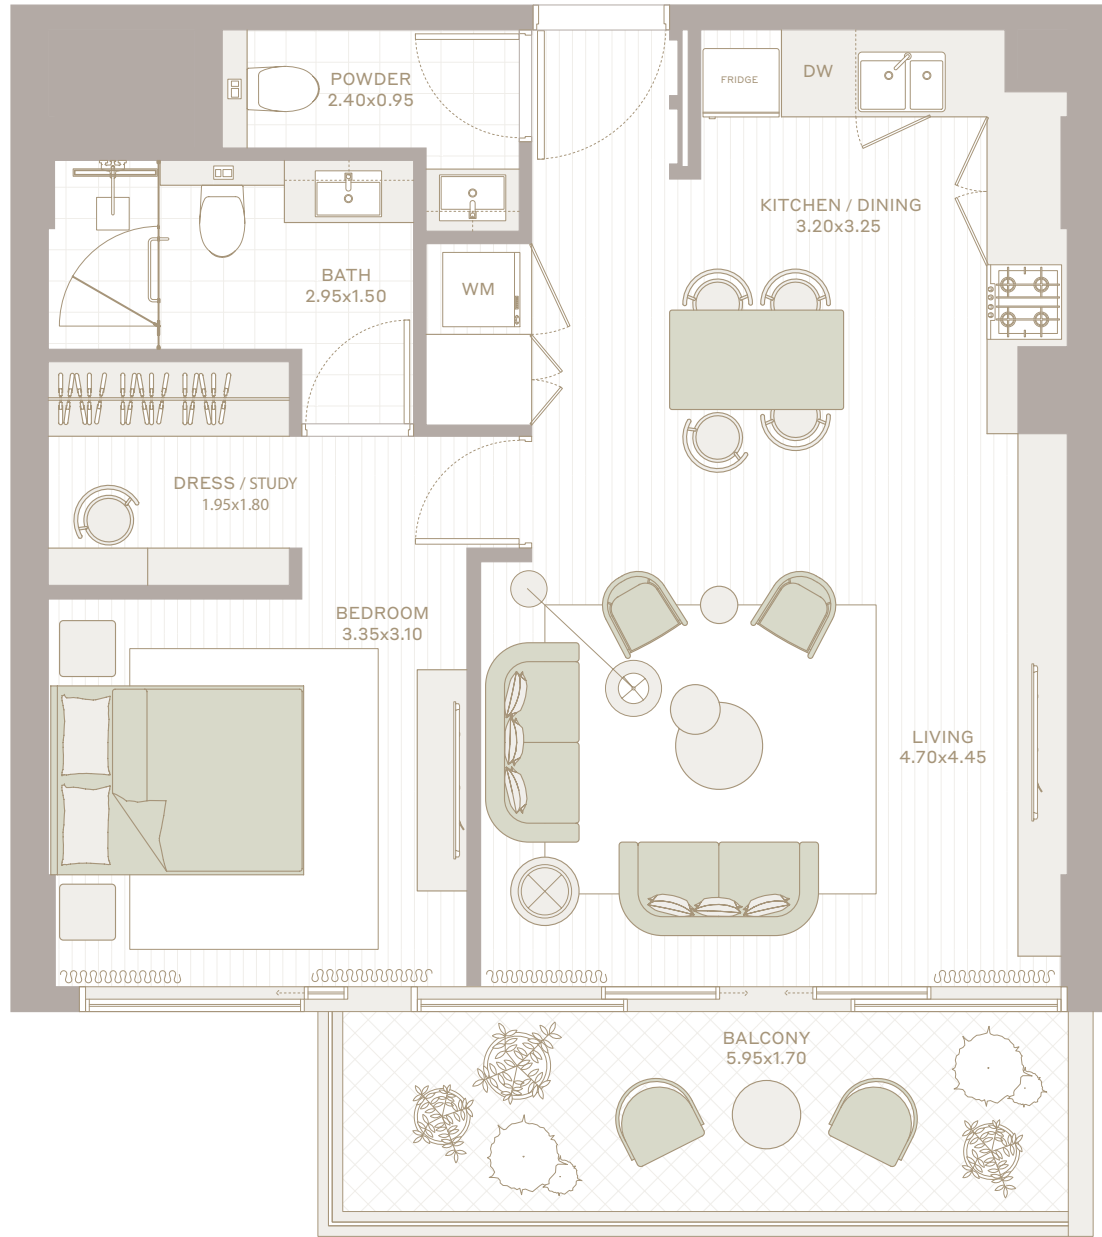 POWDER
2.40x0.95
FRIDGE
DW
KITCHEN / DINING
3.20x3.25
BATH
2.95x1.50
WM
DRESS / STUDY
1.95x1.80
BEDROOM
3.35x3.10
LIVING
4.70x4.45
BALCONY
5.95x1.70